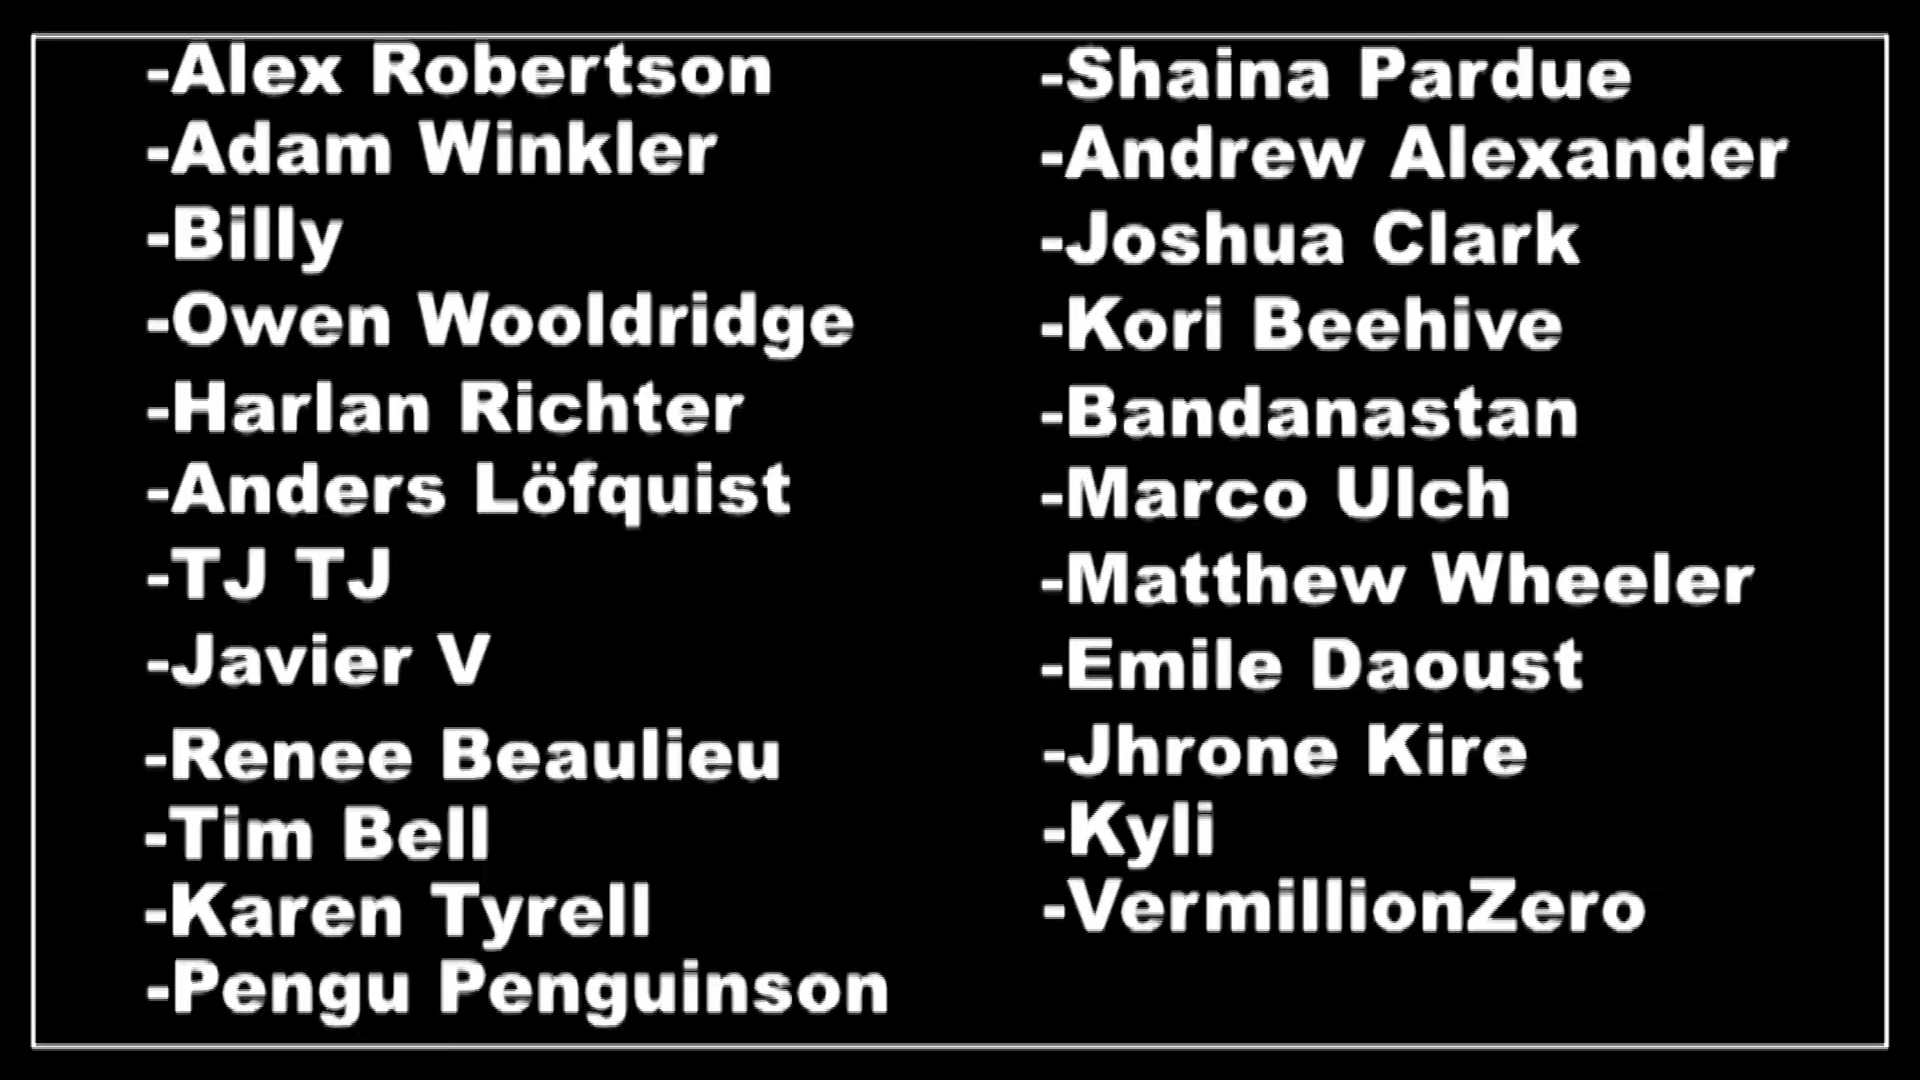 -Alex Robertson
-Adam Winkler
-Billy
-Owen Wooldridge
-Harlan Richter
-Anders Löfquist
-TJ TJ
-Javier V
-Renee Beaulieu
-Tim Bell
-Karen Tyrell
-Pengu Penguinson
-Shaina Pardue
-Andrew Alexander
-Joshua Clark
-Kori Beehive
-Bandanastan
-Marco Ulch
-Matthew Wheeler
-Emile Daoust
-Jhrone Kire
-Kyli
-VermillionZero